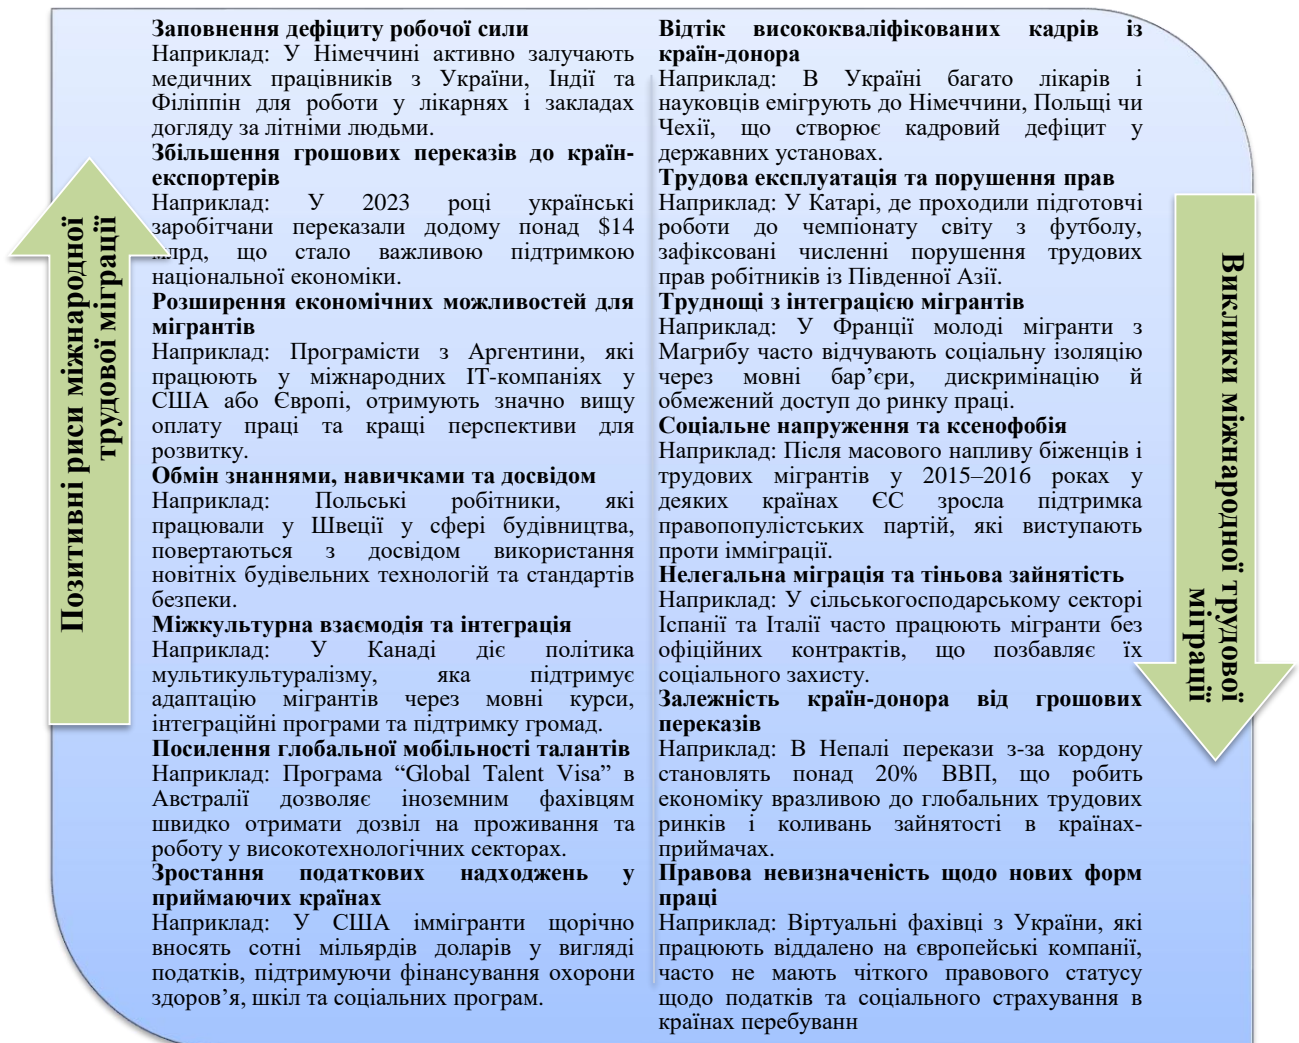 Позитивні риси міжнародної
трудової міграції
Заповнення дефіциту робочої сили
Наприклад: У Німеччині активно залучають
медичних працівників з України, Індії та
Філіппін для роботи у лікарнях і закладах
догляду за літніми людьми.
Збільшення грошових переказів до країн-
експортерів
Наприклад: У 2023 році українські
заробітчани переказали додому понад $14
млрд, що стало важливою підтримкою
національної економіки.
Розширення економічних можливостей для
мігрантів
Наприклад: Програмісти з Аргентини, які
працюють у міжнародних ІТ-компаніях у
США або Європі, отримують значно вищу
оплату праці та кращі перспективи для
розвитку.
Обмін знаннями, навичками та досвідом
Наприклад: Польські робітники, які
працювали у Швеції у сфері будівництва,
повертаються з досвідом використання
новітніх будівельних технологій та стандартів
безпеки.
Міжкультурна взаємодія та інтеграція
Наприклад: У Канаді діє політика
мультикультуралізму, яка підтримує
адаптацію мігрантів через мовні курси,
інтеграційні програми та підтримку громад.
Посилення глобальної мобільності талантів
Наприклад: Програма “Global Talent Visa” в
Австралії дозволяє іноземним фахівцям
швидко отримати дозвіл на проживання та
роботу у високотехнологічних секторах.
Зростання податкових надходжень у
приймаючих країнах
Наприклад: У США іммігранти щорічно
вносять сотні мільярдів доларів у вигляді
податків, підтримуючи фінансування охорони
здоров’я, шкіл та соціальних програм.
Відтік висококваліфікованих кадрів із
країн-донора
Наприклад: В Україні багато лікарів і
науковців емігрують до Німеччини, Польщі чи
Чехії, що створює кадровий дефіцит у
державних установах.
Трудова експлуатація та порушення прав
Наприклад: У Катарі, де проходили підготовчі
роботи до чемпіонату світу з футболу,
зафіксовані численні порушення трудових
прав робітників із Південної Азії.
Труднощі з інтеграцією мігрантів
Наприклад: У Франції молоді мігранти з
Магрибу часто відчувають соціальну ізоляцію
через мовні бар’єри, дискримінацію й
обмежений доступ до ринку праці.
Соціальне напруження та ксенофобія
Наприклад: Після масового напливу біженців і
трудових мігрантів у 2015–2016 роках у
деяких країнах ЄС зросла підтримка
правопопулістських партій, які виступають
проти імміграції.
Нелегальна міграція та тіньова зайнятість
Наприклад: У сільськогосподарському секторі
Іспанії та Італії часто працюють мігранти без
офіційних контрактів, що позбавляє їх
соціального захисту.
Залежність країн-донора від грошових
переказів
Наприклад: В Непалі перекази з-за кордону
становлять понад 20% ВВП, що робить
економіку вразливою до глобальних трудових
ринків і коливань зайнятості в країнах-
приймачах.
Правова невизначеність щодо нових форм
праці
Наприклад: Віртуальні фахівці з України, які
працюють віддалено на європейські компанії,
часто не мають чіткого правового статусу
щодо податків та соціального страхування в
країнах перебуванн
Виклики міжнародної трудової
міграції